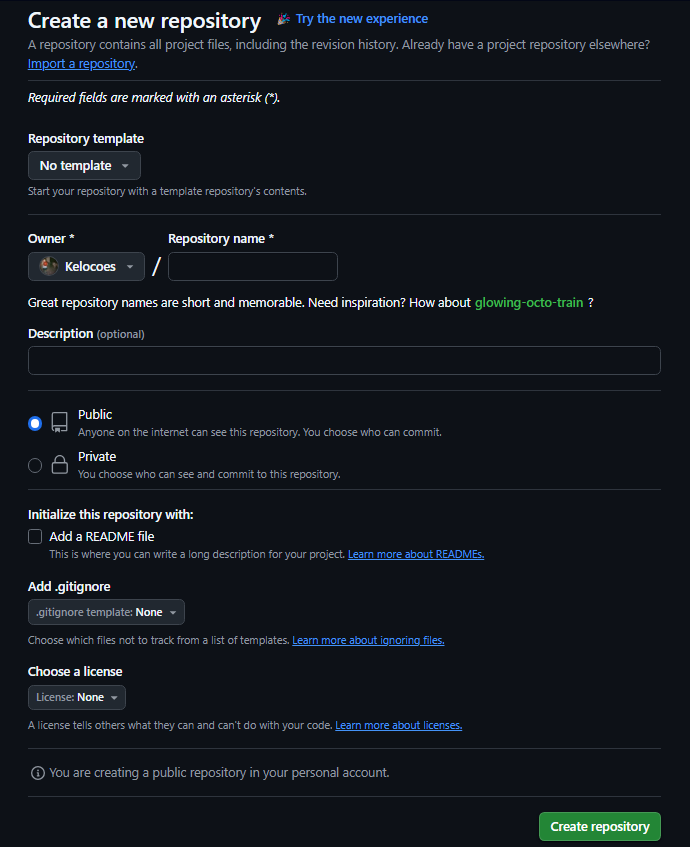 Create a new repository Try the new experience
A repository contains all project files, including the revision history. Already have a project repository elsewhere?
Import a repository.
Required fields are marked with an asterisk (*).
Repository template
No template
Start your repository with a template repository's contents.
Owner * Repository name *
Kelocoes /
Great repository names are short and memorable. Need inspiration? How about glowing-octo-train ?
Description (optional)
Public
Anyone on the internet can see this repository. You choose who can commit.
Private
You choose who can see and commit to this repository.
Initialize this repository with:
Add a README file
This is where you can write a long description for your project. Learn more about READMEs.
Add .gitignore
.gitignore template: None
Choose which files not to track from a list of templates. Learn more about ignoring files.
Choose a license
License: None
A license tells others what they can and can't do with your code. Learn more about licenses.
You are creating a public repository in your personal account.
Create repository